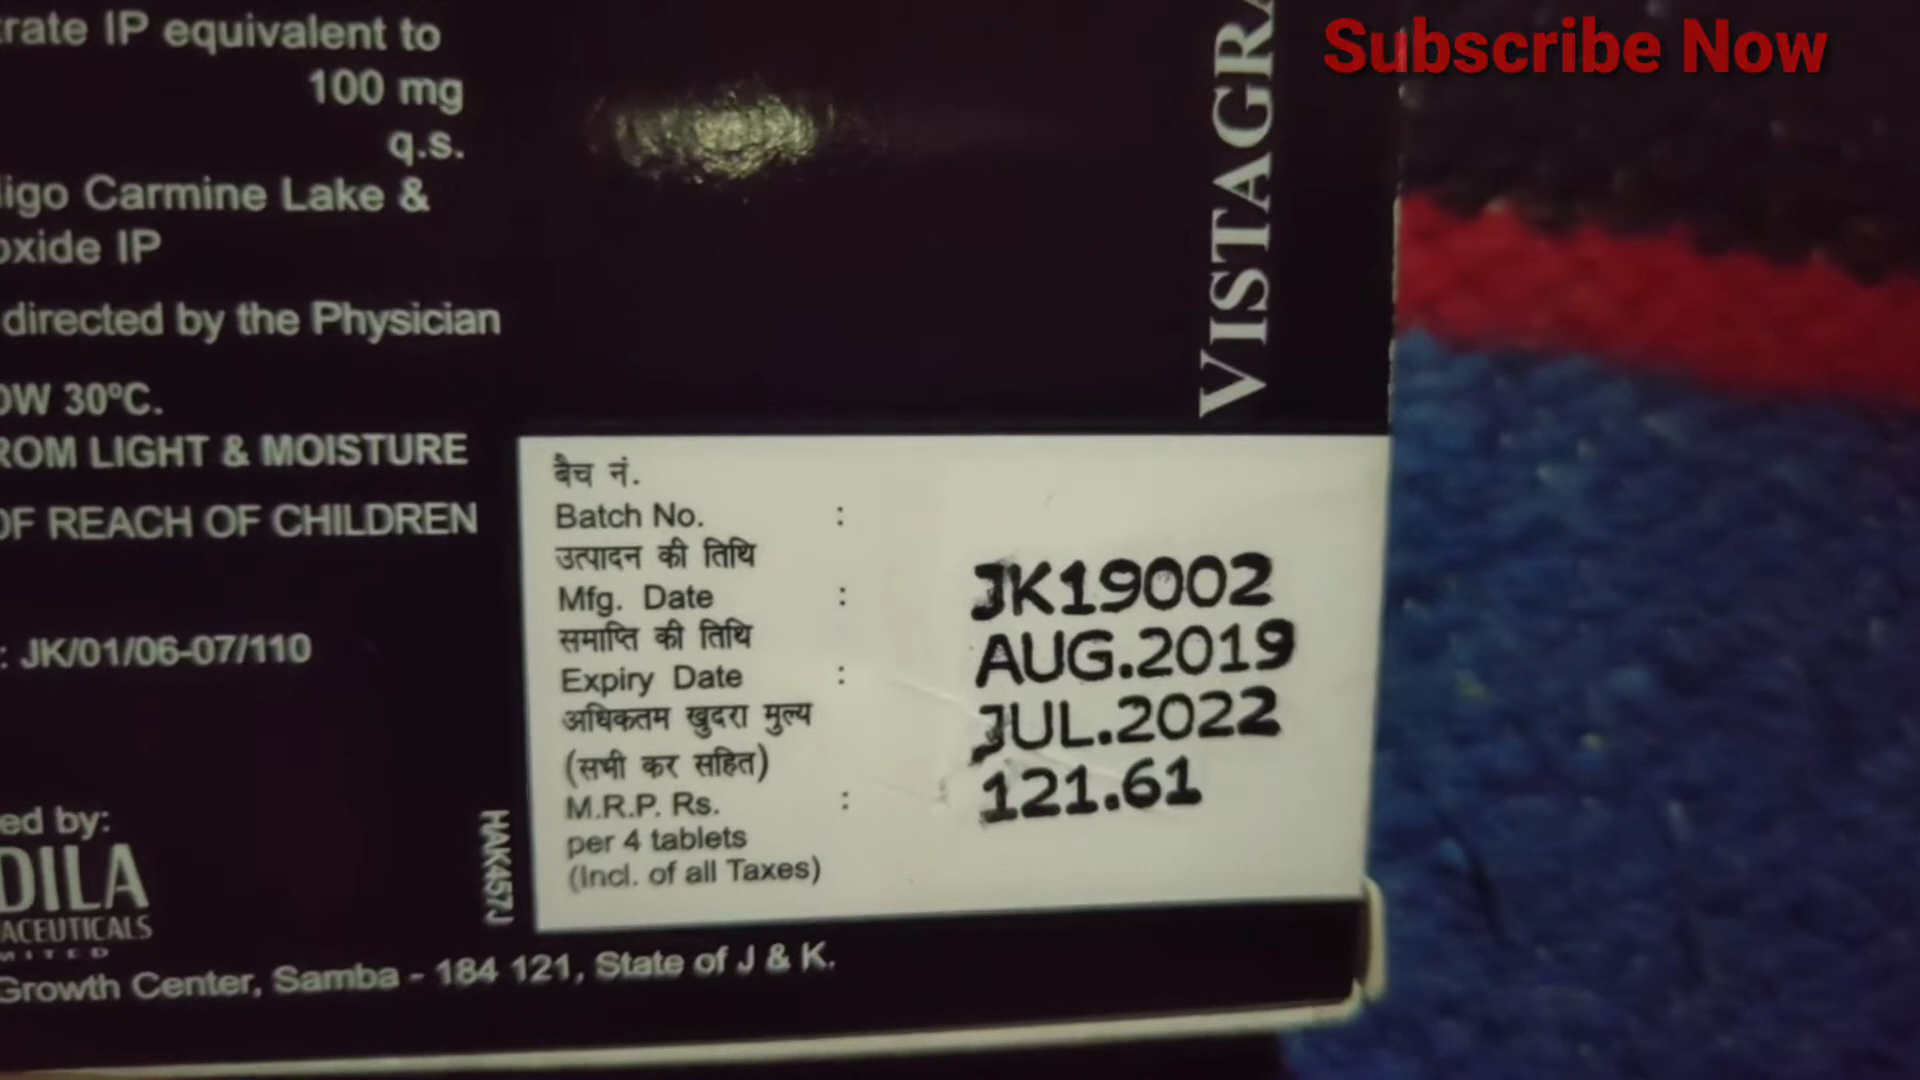 Subscribe Now
rate IP equivalent to
100 mg
q.s.
Carmine Lake &
oxide IP
directed by the Physician
OW 30ºC.
ROM LIGHT & MOISTURE
OF REACH OF CHILDREN
: JK/01/06-07/110
ed by:
DILA
ACEUTICALS
MITED
Growth Center, Samba - 184 121, State of J & K.
HAK457J
VISTAGRA
बैच नं.
Batch No. :
उत्पादन की तिथि
JK19002
Mfg. Date :
समाप्ति की तिथि
AUG.2019
Expiry Date :
अधिकतम खुदरा मुल्य
JUL.2022
(सभी कर सहित)
M.R.P. Rs. : 121.61
per 4 tablets
(Incl. of all Taxes)